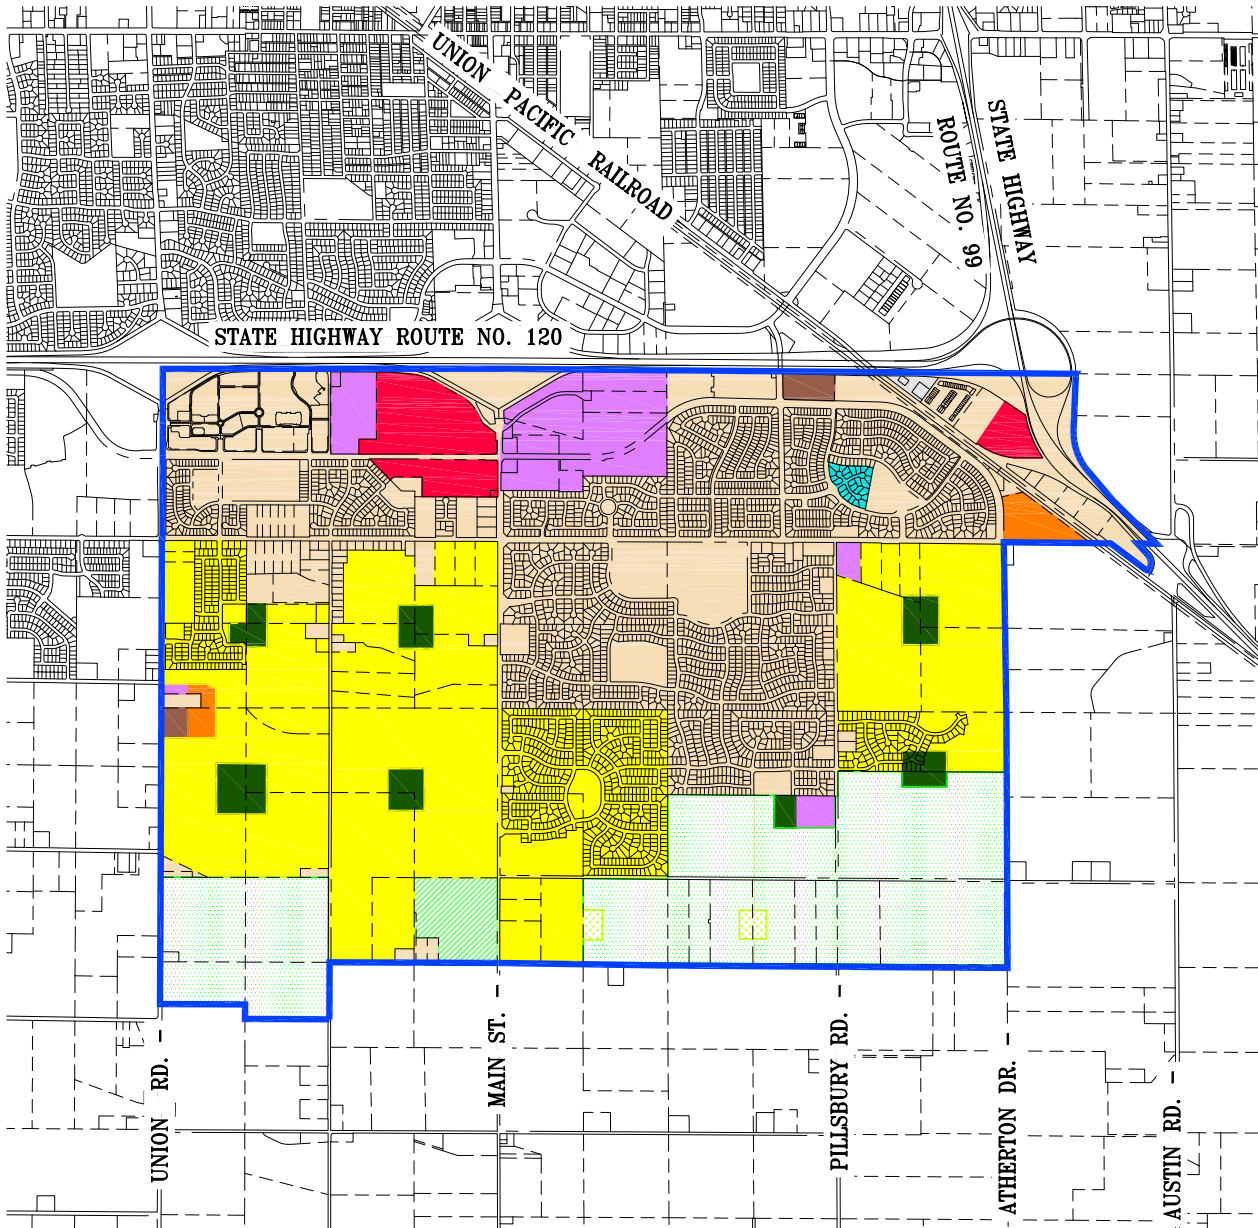 UNION PACIFIC RAILROAD
STATE HIGHWAY
ROUTE NO. 99
STATE HIGHWAY ROUTE NO. 120
UNION RD.
MAIN ST.
PILLSBURY RD.
ATHERTON DR.
AUSTIN RD.